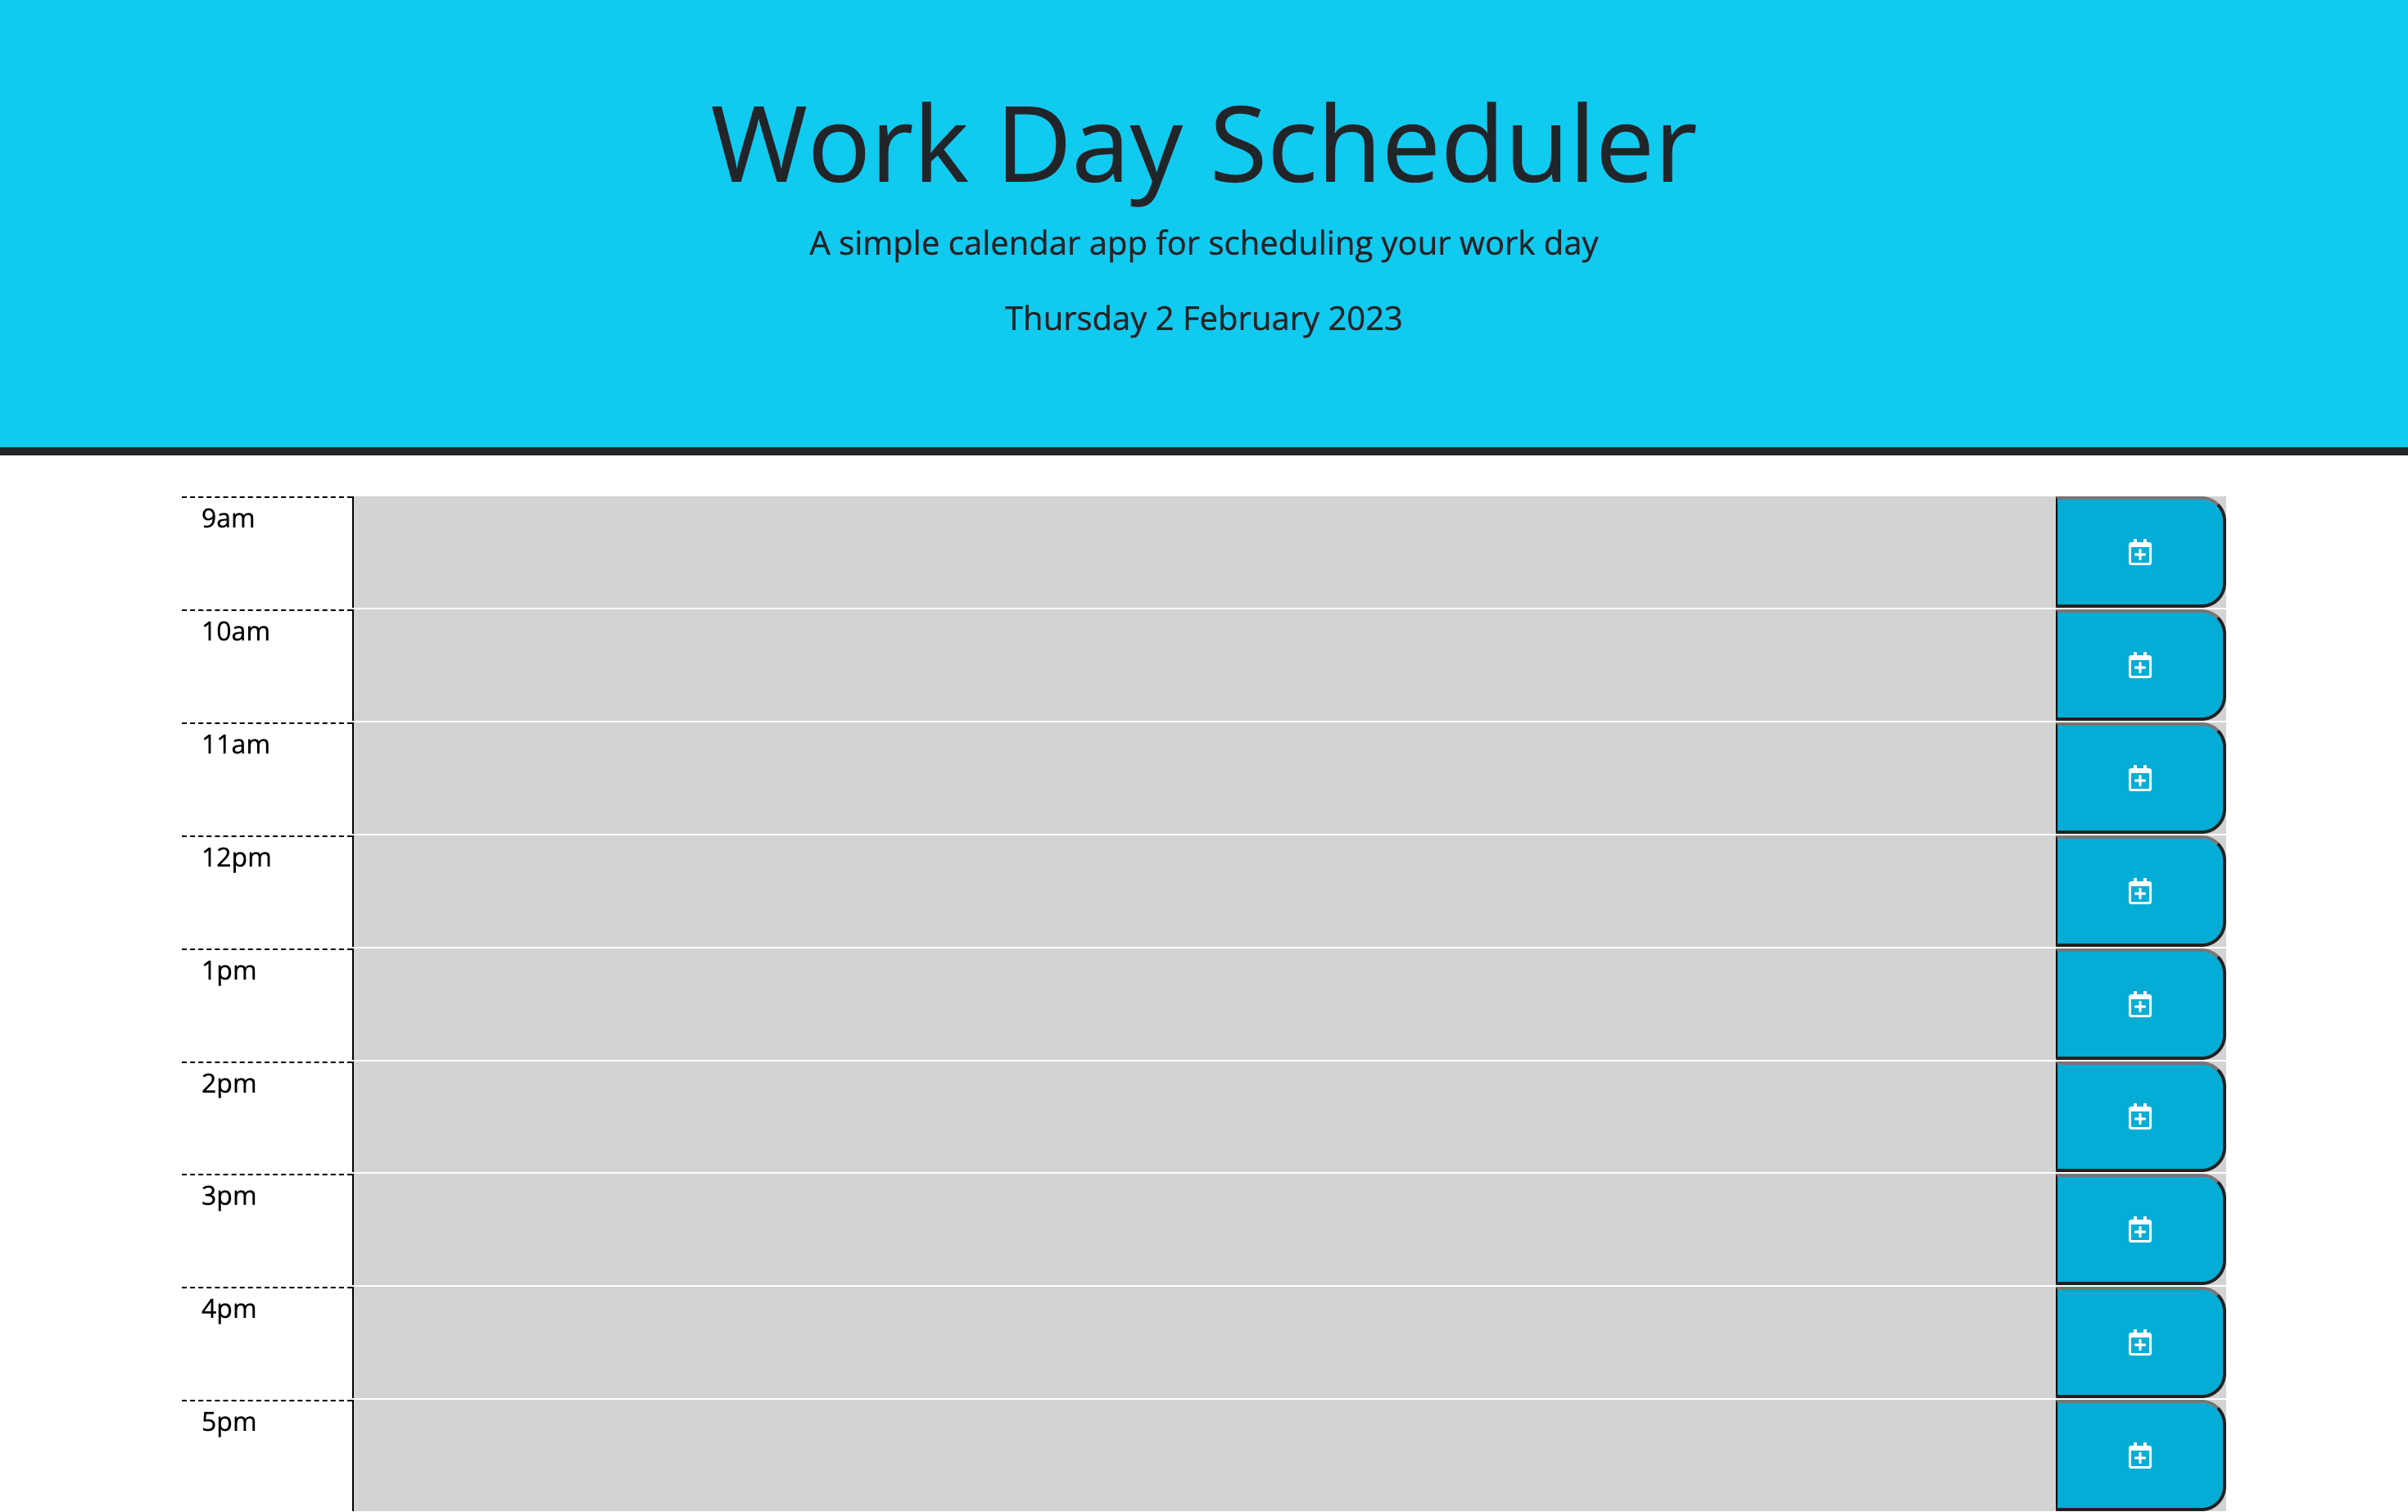 Work Day Scheduler
A simple calendar app for scheduling your work day
Thursday 2 February 2023
9am
10am
11am
12pm
1pm
2pm
3pm
4pm
5pm